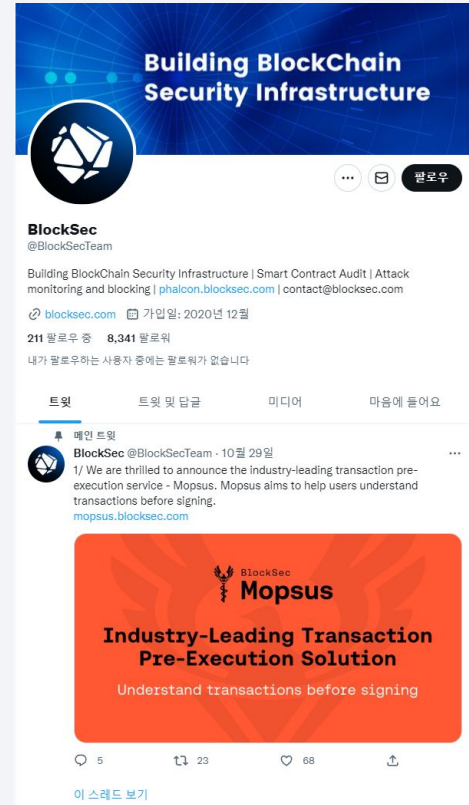 Building BlockChain
Security Infrastructure
팔로우
BlockSec
@BlockSecTeam
Building BlockChain Security Infrastructure | Smart Contract Audit | Attack
monitoring and blocking | phalcon.blocksec.com | contact@blocksec.com
blocksec.com 가입일: 2020년 12월
211 팔로우 중 8,341 팔로워
내가 팔로우하는 사용자 중에는 팔로워가 없습니다
트윗 트윗 및 답글 미디어 마음에 들어요
메인 트윗
BlockSec @BlockSecTeam · 10월 29일
1/ We are thrilled to announce the industry-leading transaction pre-
execution service - Mopsus. Mopsus aims to help users understand
transactions before signing.
mopsus.blocksec.com
BlockSec
Mopsus
Industry-Leading Transaction
Pre-Execution Solution
Understand transactions before signing
5 23 68
이 스레드 보기